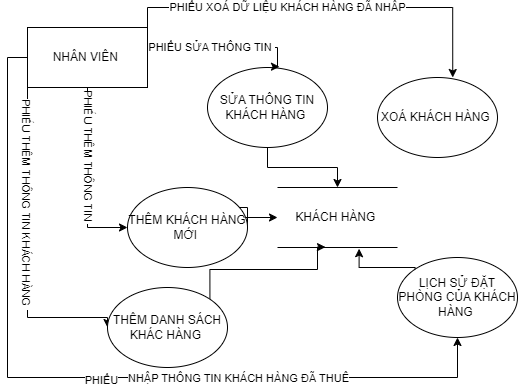 PHIẾU XOÁ DỮ LIỆU KHÁCH HÀNG ĐÃ NHẬP
NHÂN VIÊN
PHIẾU SỬA THÔNG TIN
SỬA THÔNG TIN
KHÁCH HÀNG
XOÁ KHÁCH HÀNG
PHIẾU THÊM THÔNG TIN KHÁCH HÀNG
PHIẾU THÊM THÔNG TIN
THÊM KHÁCH HÀNG
MỚI
KHÁCH HÀNG
LỊCH SỬ ĐẶT
PHÒNG CỦA KHÁCH
HÀNG
THÊM DANH SÁCH
KHÁC HÀNG
PHIẾU NHẬP THÔNG TIN KHÁCH HÀNG ĐÃ THUÊ